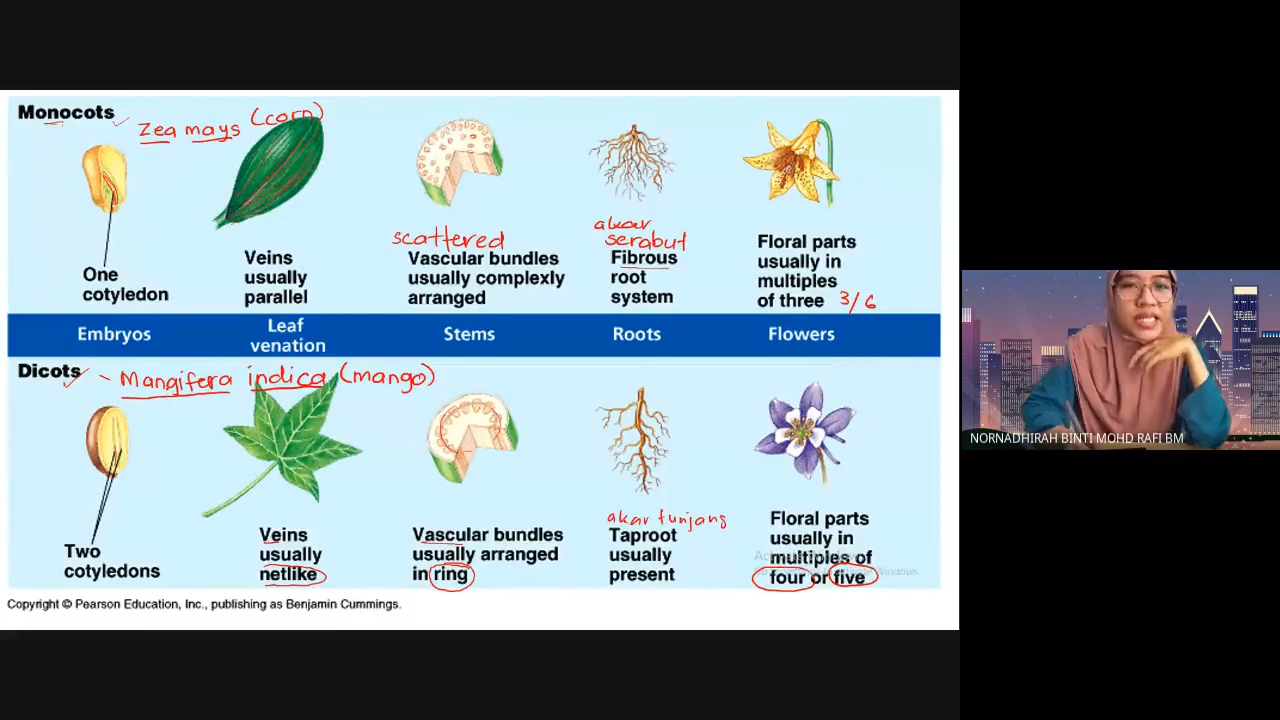 Monocots
Zea mays (corn)
One
cotyledon
Veins
usually
parallel
scattered
Vascular bundles
usually complexly
arranged
akar
serabut
Fibrous
root
system
Floral parts
usually in
multiples
of three 3/6
Embryos
Leaf
venation
Stems
Roots
Flowers
Dicots - Mangifera indica (mango)
Two
cotyledons
Veins
usually
netlike
Vascular bundles
usually arranged
in ring
akar tunjang
Taproot
usually
present
Floral parts
usually in
multiples of
four or five
Copyright © Pearson Education, Inc., publishing as Benjamin Cummings.
NORNADHIRAH BINTI MOHD RAFI BM